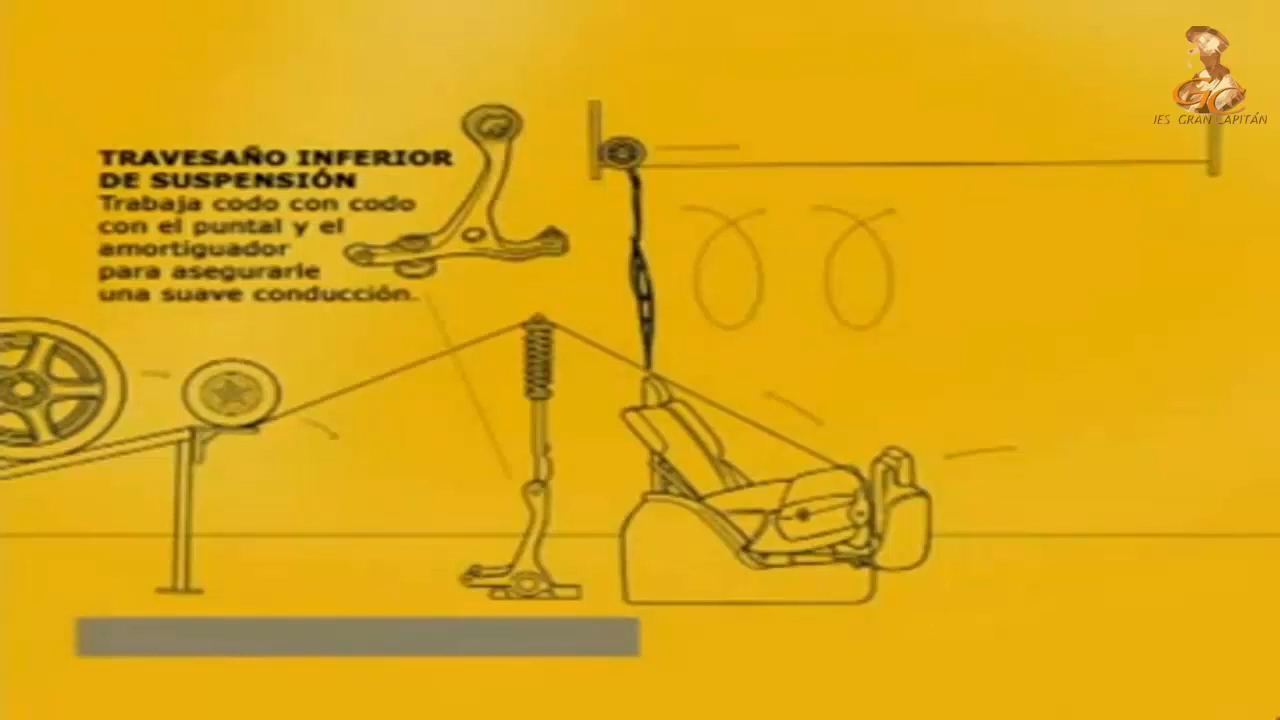 TRAVESAÑO INFERIOR
DE SUSPENSIÓN
Trabaja codo con codo
con el puntal y el
amortiguador
para asegurarle
una suave conducción.
GC
IES GRAN CAPITÁN